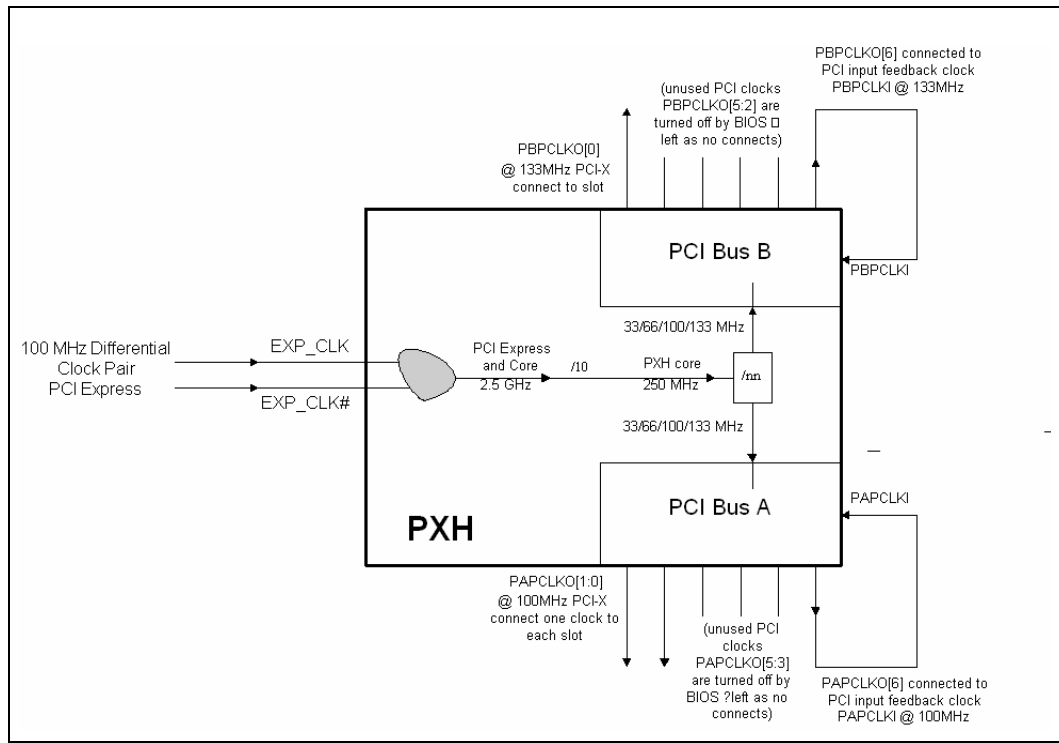 PBPCLKO[6] connected to
PCI input feedback clock
PBPCLKI @ 133MHz
(unused PCI clocks
PBPCLKO[5:2] are
turned off by BIOS □
left as no connects)
PBPCLKO[0]
@ 133MHz PCI-X
connect to slot
PCI Bus B
PBPCLKI
33/66/100/133 MHz
100 MHz Differential
Clock Pair
PCI Express
EXP_CLK
EXP_CLK#
PCI Express
and Core
2.5 GHz
/10
PXH core
250 MHz
/nn
33/66/100/133 MHz
PCI Bus A
PAPCLKI
PXH
PAPCLKO[1:0]
@ 100MHz PCI-X
connect one clock to
each slot
(unused PCI
clocks
PAPCLKO[5:3]
are turned off by
BIOS ?left as no
connects)
PAPCLKO[6] connected to
PCI input feedback clock
PAPCLKI @ 100MHz